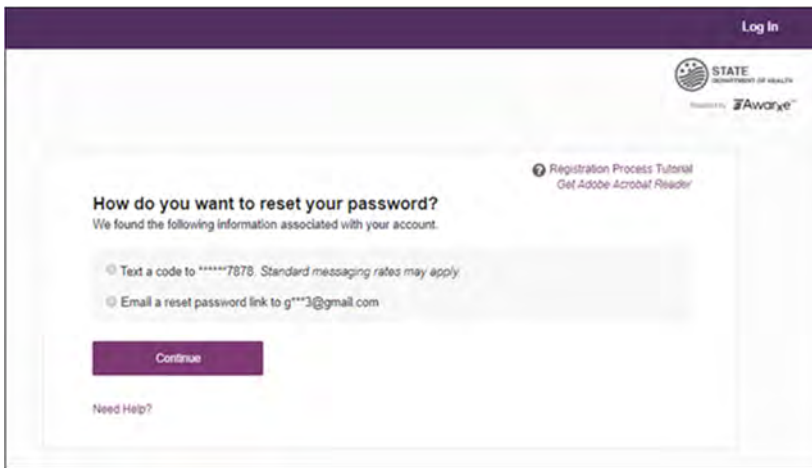 Log In
STATE
DEPARTMENT OF HEALTH
AWARxE
Registration Process Tutorial
Get Adobe Acrobat Reader
How do you want to reset your password?
We found the following information associated with your account.
Text a code to ******7878. Standard messaging rates may apply
Email a reset password link to g***3@gmail.com
Continue
Need Help?